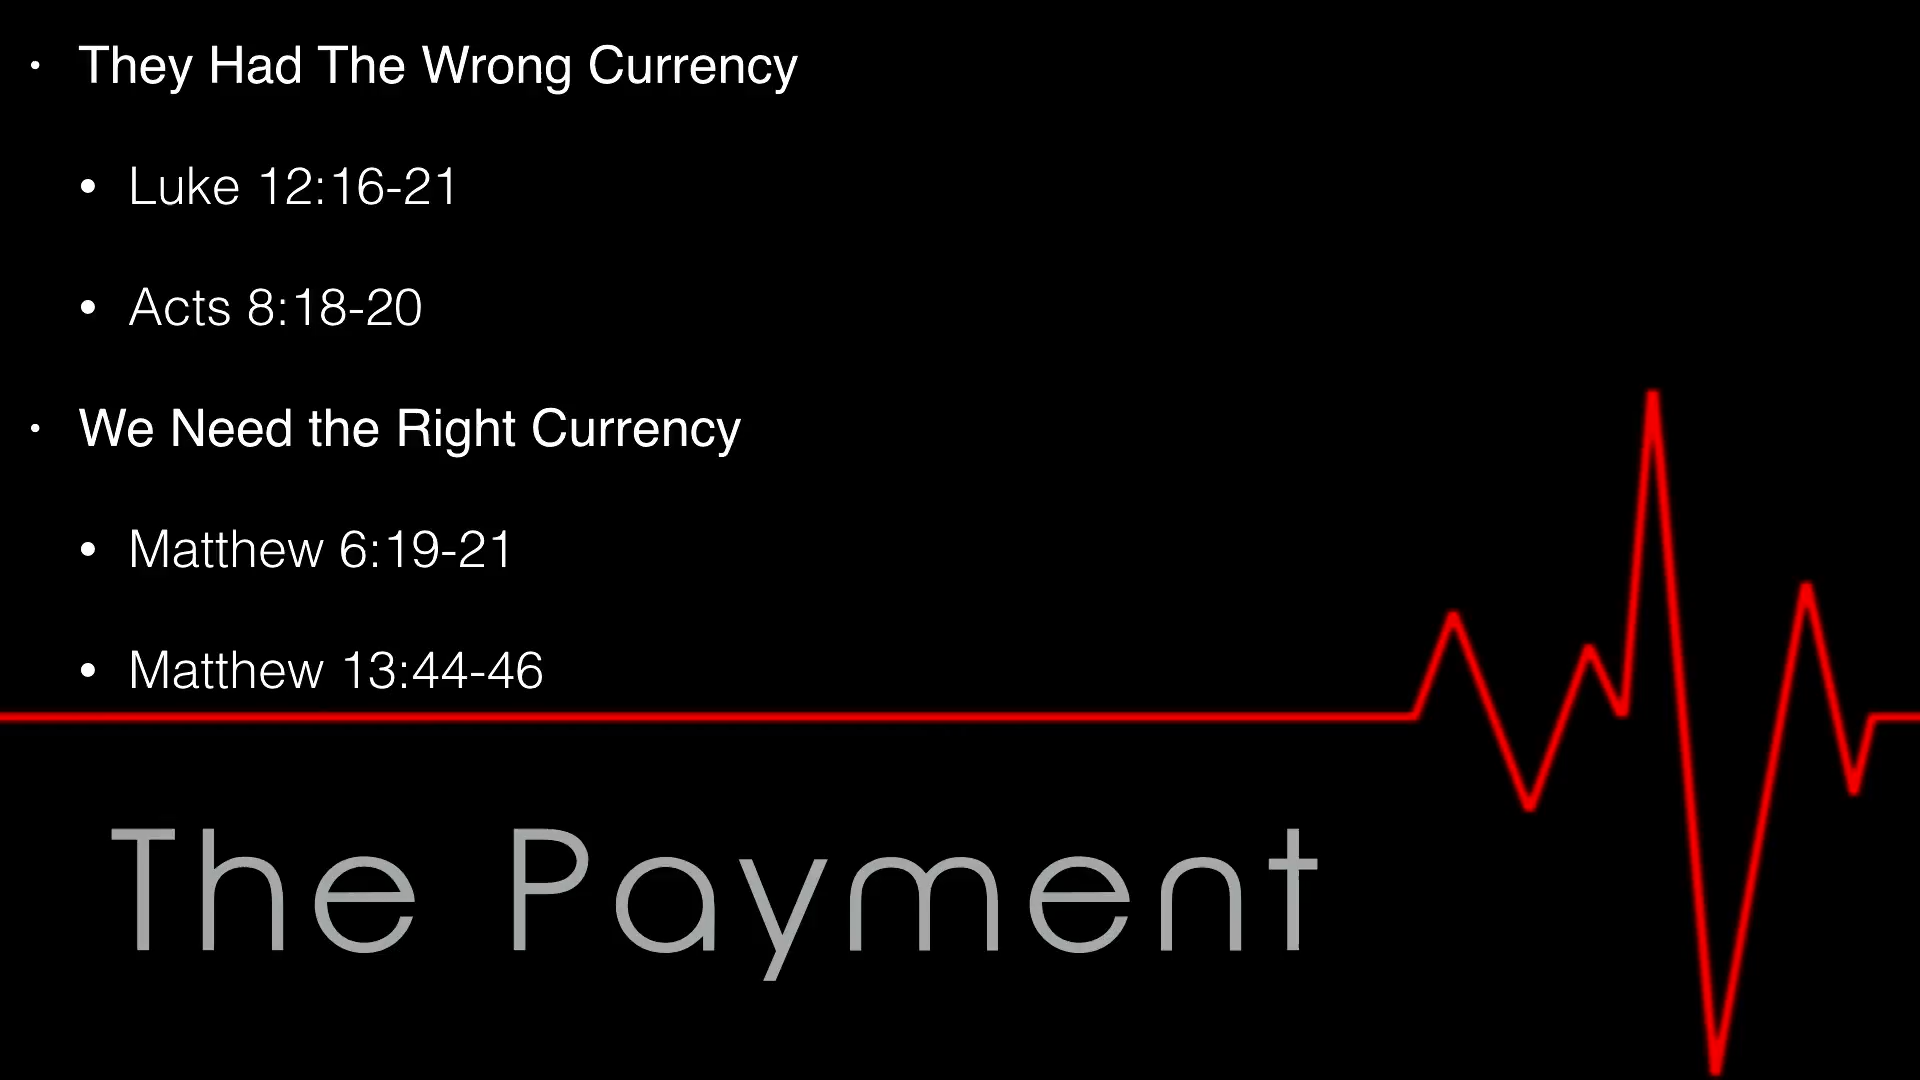 • They Had The Wrong Currency
• Luke 12:16-21
• Acts 8:18-20
• We Need the Right Currency
• Matthew 6:19-21
• Matthew 13:44-46
The Payment